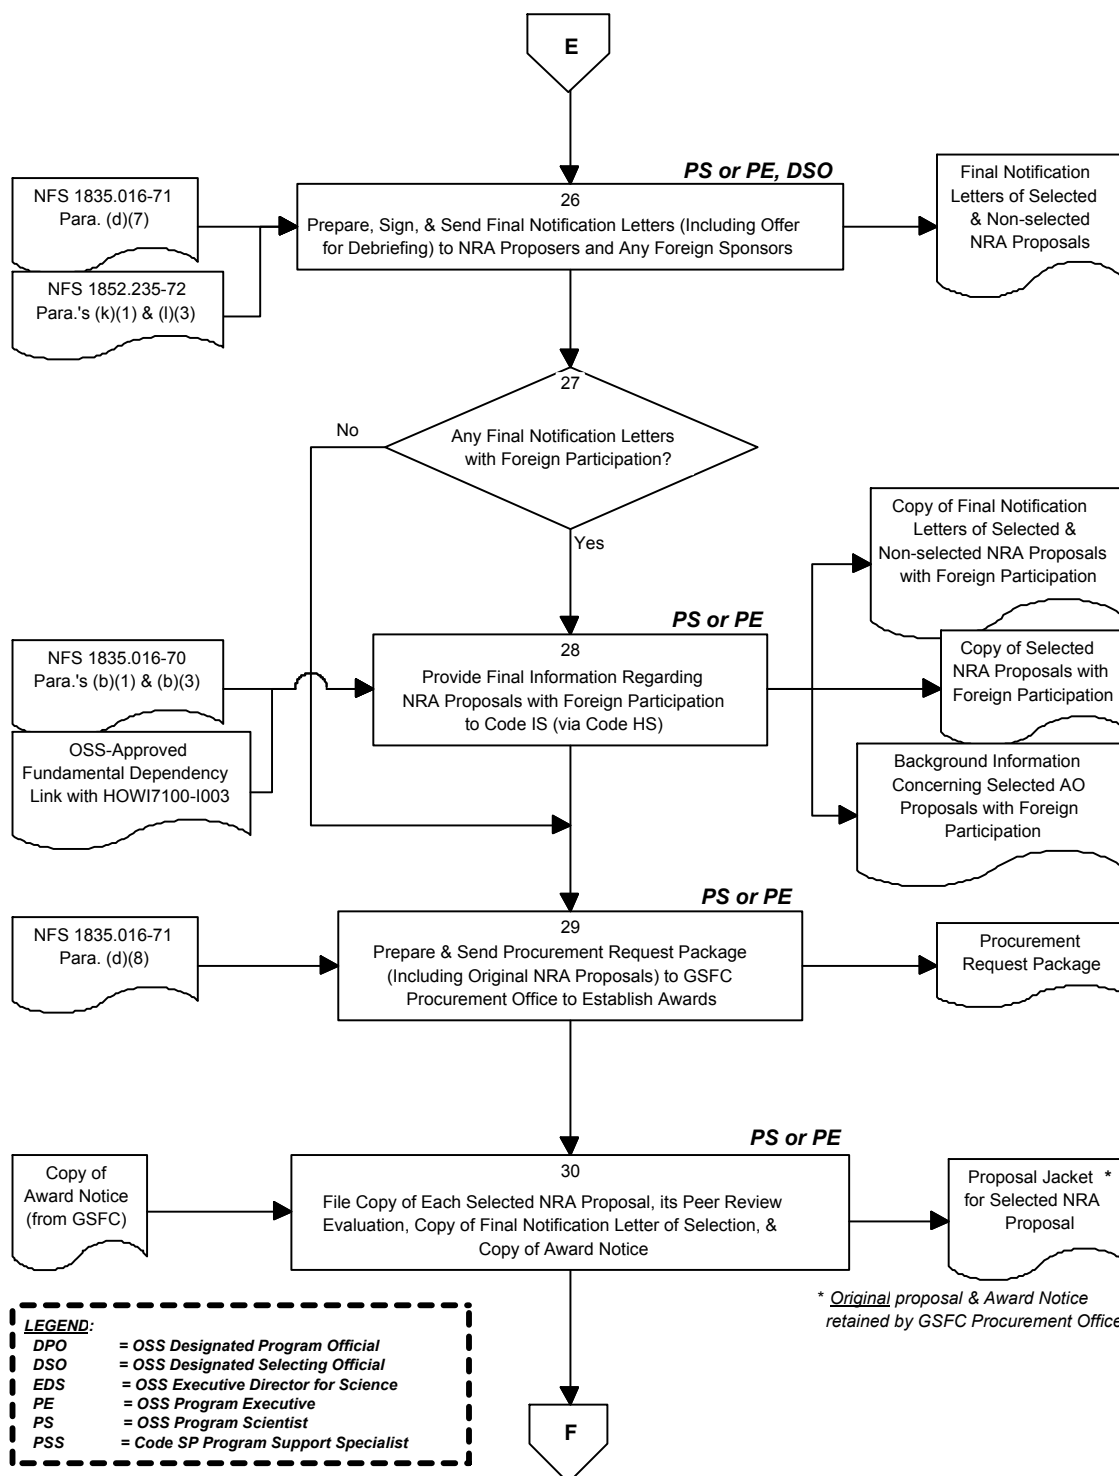 E
PS or PE, DSO
NFS 1835.016-71
Para. (d)(7)
NFS 1852.235-72
Para.'s (k)(1) & (l)(3)
26
Prepare, Sign, & Send Final Notification Letters (Including Offer
for Debriefing) to NRA Proposers and Any Foreign Sponsors
Final Notification
Letters of Selected
& Non-selected
NRA Proposals
27
Any Final Notification Letters
with Foreign Participation?
No
Yes
PS or PE
NFS 1835.016-70
Para.'s (b)(1) & (b)(3)
OSS-Approved
Fundamental Dependency
Link with HOWI7100-I003
28
Provide Final Information Regarding
NRA Proposals with Foreign Participation
to Code IS (via Code HS)
Copy of Final Notification
Letters of Selected &
Non-selected NRA Proposals
with Foreign Participation
Copy of Selected
NRA Proposals with
Foreign Participation
Background Information
Concerning Selected AO
Proposals with Foreign
Participation
PS or PE
NFS 1835.016-71
Para. (d)(8)
29
Prepare & Send Procurement Request Package
(Including Original NRA Proposals) to GSFC
Procurement Office to Establish Awards
Procurement
Request Package
PS or PE
Copy of
Award Notice
(from GSFC)
30
File Copy of Each Selected NRA Proposal, its Peer Review
Evaluation, Copy of Final Notification Letter of Selection, &
Copy of Award Notice
Proposal Jacket *
for Selected NRA
Proposal
* Original proposal & Award Notice
retained by GSFC Procurement Office
LEGEND:
DPO = OSS Designated Program Official
DSO = OSS Designated Selecting Official
EDS = OSS Executive Director for Science
PE = OSS Program Executive
PS = OSS Program Scientist
PSS = Code SP Program Support Specialist
F